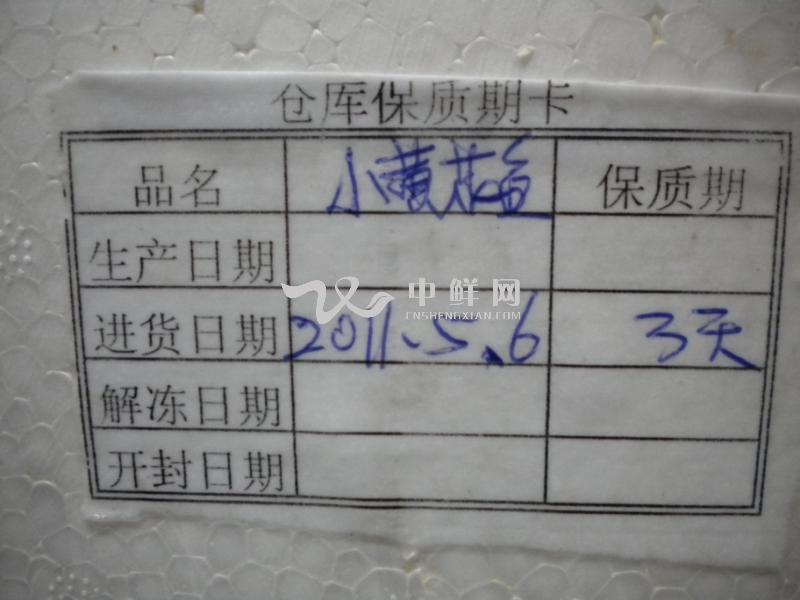 仓库保质期卡
品名 小黄花鱼 保质期
生产日期
中鲜网
CNSHENGXIAN.COM
进货日期 2011.5.6 3天
解冻日期
开封日期